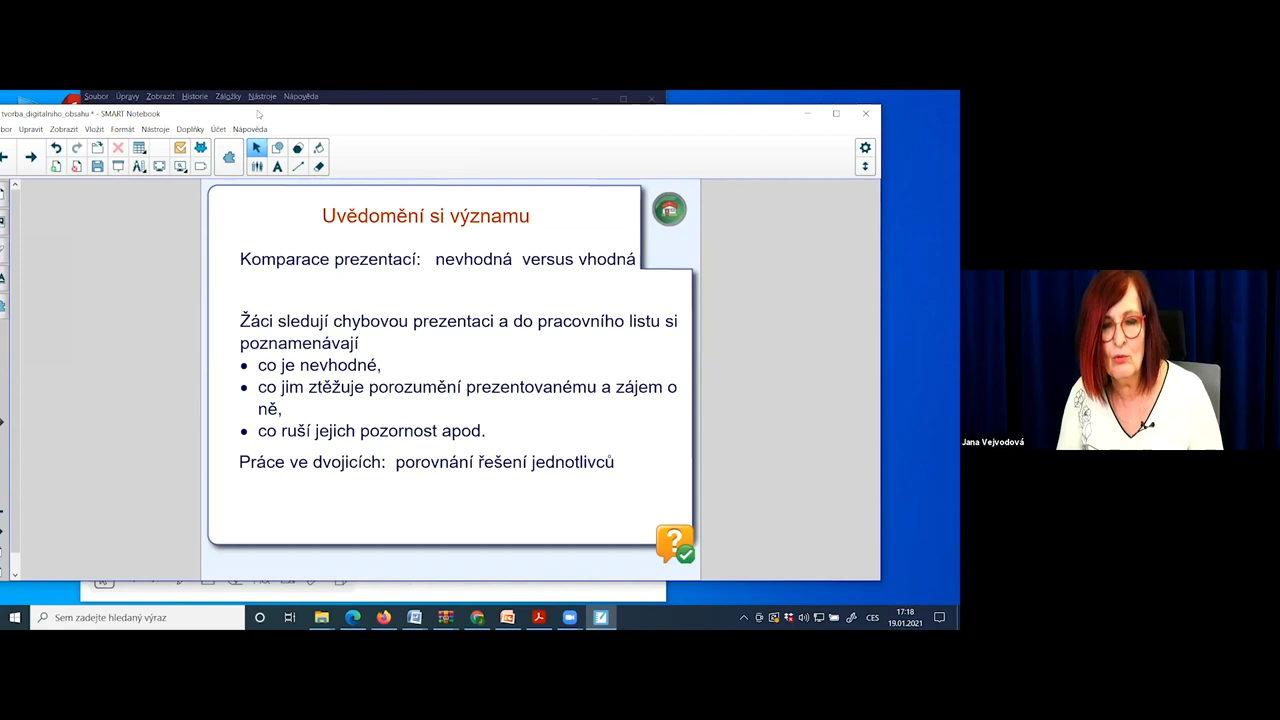 Soubor Úpravy Zobrazit Historie Záložky Nástroje Nápověda
tvorba_digitalniho_obsahu * - SMART Notebook
bor Upravit Zobrazit Vložit Formát Nástroje Doplňky Účet Nápověda
Uvědomění si významu
Komparace prezentací: nevhodná versus vhodná
Žáci sledují chybovou prezentaci a do pracovního listu si
poznamenávají
• co je nevhodné,
• co jim ztěžuje porozumění prezentovanému a zájem o
ně,
• co ruší jejich pozornost apod.
Práce ve dvojicích: porovnání řešení jednotlivců
Jana Vejvodová
Sem zadejte hledaný výraz
CES
17:18
19.01.2021